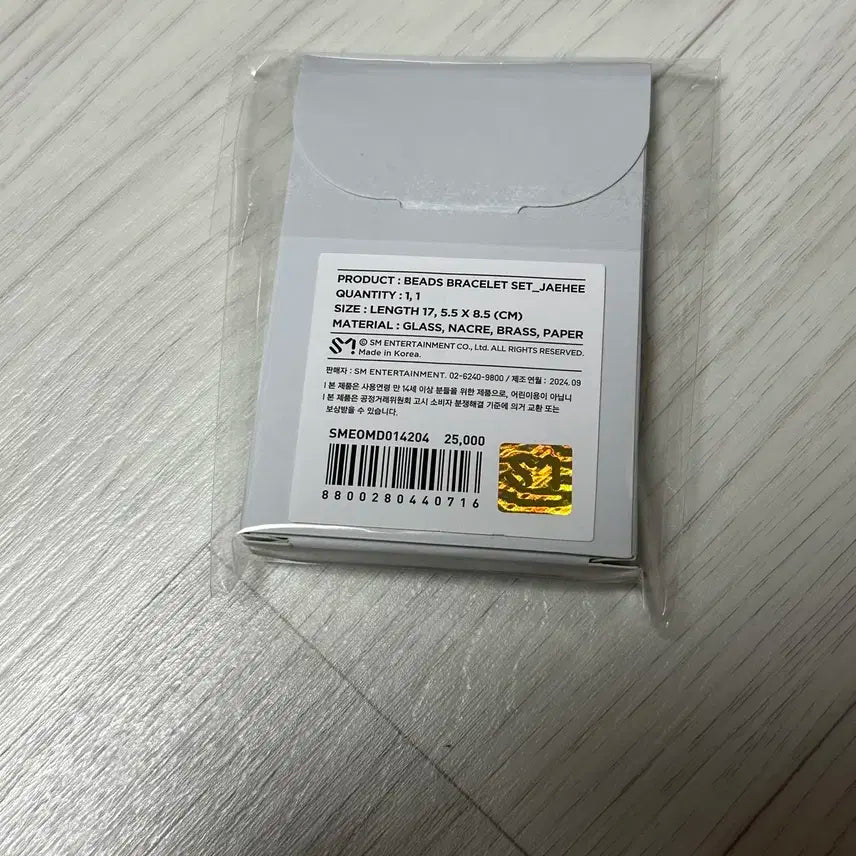 PRODUCT : BEADS BRACELET SET_JAEHEE
QUANTITY : 1, 1
SIZE : LENGTH 17, 5.5 X 8.5 (CM)
MATERIAL : GLASS, NACRE, BRASS, PAPER
SM ⓒ SM ENTERTAINMENT CO., Ltd. ALL RIGHTS RESERVED.
Made in Korea.
판매자 : SM ENTERTAINMENT. 02-6240-9800 / 제조 연월 : 2024. 09
ㅣ본 제품은 사용연령 만 14세 이상 분들을 위한 제품으로, 어린이용이 아닙니
ㅣ본 제품은 공정거래위원회 고시 소비자 분쟁해결 기준에 의거 교환 또는
보상받을 수 있습니다.
SMEOMD014204 25,000
8800280440716
SM